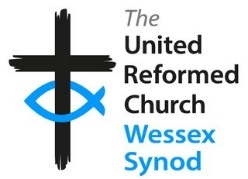 The
United
Reformed
Church
Wessex
Synod